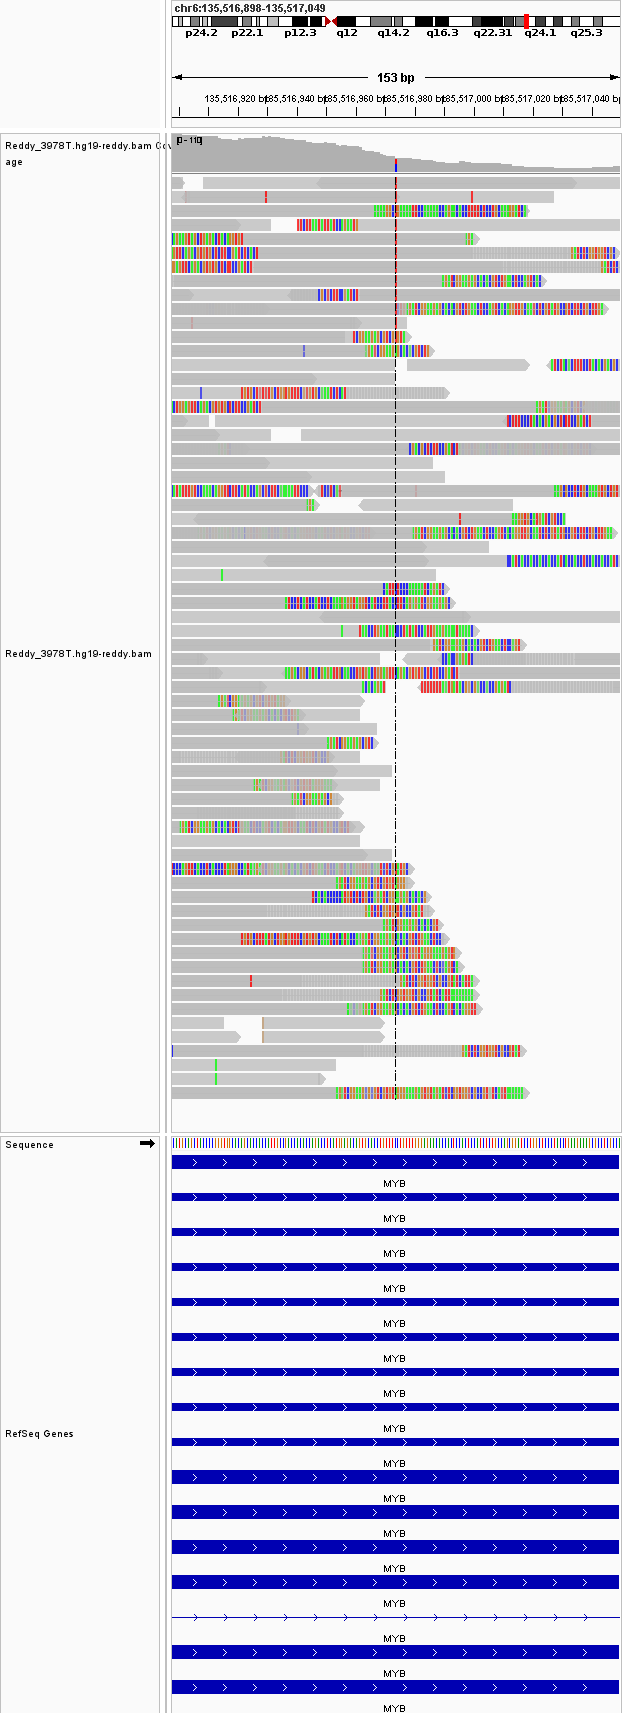 chr6:135,516,898-135,517,049
p24.2 p22.1 p12.3 q12 q14.2 q16.3 q22.31 q24.1 q25.3
153 bp
135,516,920 bp 135,516,940 bp 135,516,960 bp 135,516,980 bp 135,517,000 bp 135,517,020 bp 135,517,040 bp
Reddy_3978T.hg19-reddy.bam Cov
age
Reddy_3978T.hg19-reddy.bam
Sequence
MYB
MYB
MYB
MYB
MYB
MYB
MYB
MYB
RefSeq Genes
MYB
MYB
MYB
MYB
MYB
MYB
MYB
MYB